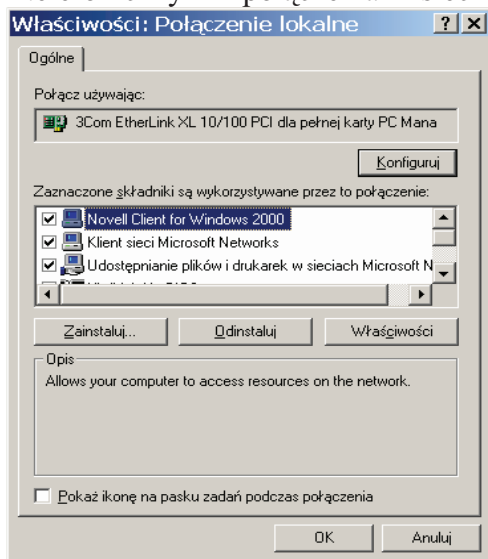 Właściwości: Połączenie lokalne
Ogólne
Połącz używając:
3Com EtherLink XL 10/100 PCI dla pełnej karty PC Mana
Konfiguruj
Zaznaczone składniki są wykorzystywane przez to połączenie:
Novell Client for Windows 2000
Klient sieci Microsoft Networks
Udostępnianie plików i drukarek w sieciach Microsoft N
Zainstaluj... Odinstaluj Właściwości
Opis
Allows your computer to access resources on the network.
Pokaż ikonę na pasku zadań podczas połączenia
OK Anuluj